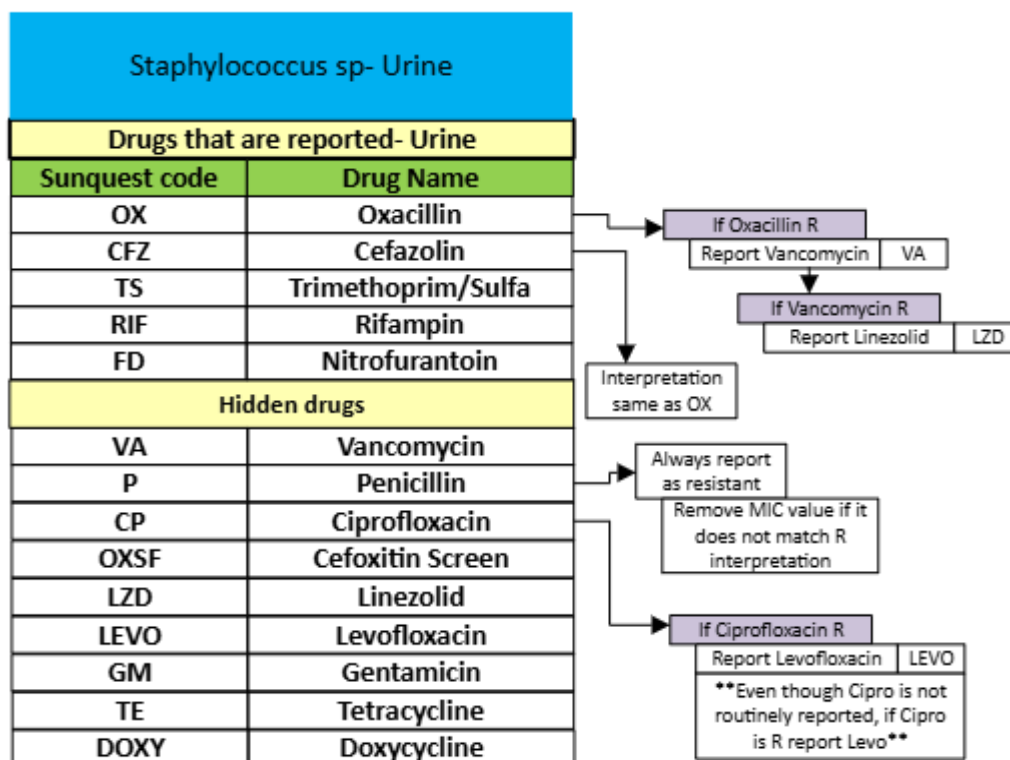 Staphylococcus sp- Urine
Drugs that are reported- Urine
Sunquest code Drug Name
OX Oxacillin
CFZ Cefazolin
TS Trimethoprim/Sulfa
RIF Rifampin
FD Nitrofurantoin
Hidden drugs
VA Vancomycin
P Penicillin
CP Ciprofloxacin
OXSF Cefoxitin Screen
LZD Linezolid
LEVO Levofloxacin
GM Gentamicin
TE Tetracycline
DOXY Doxycycline
If Oxacillin R
Report Vancomycin VA
If Vancomycin R
Report Linezolid LZD
Interpretation
same as OX
Always report
as resistant
Remove MIC value if it
does not match R
interpretation
If Ciprofloxacin R
Report Levofloxacin LEVO
**Even though Cipro is not
routinely reported, if Cipro
is R report Levo**